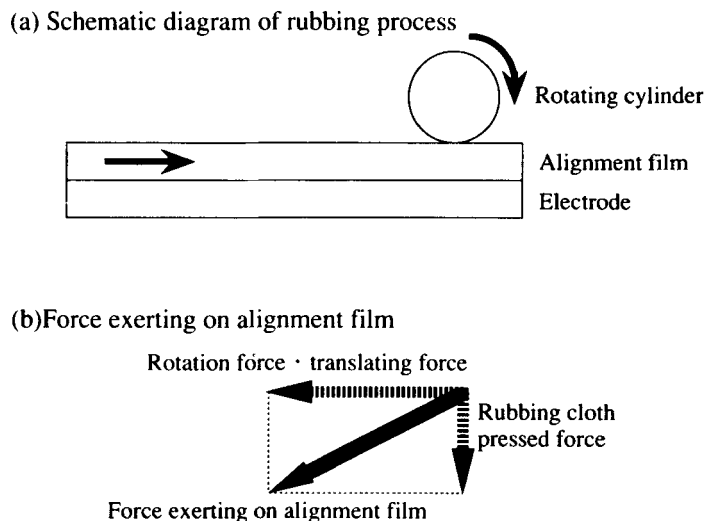 (a) Schematic diagram of rubbing process
Rotating cylinder
Alignment film
Electrode
(b)Force exerting on alignment film
Rotation force · translating force
Rubbing cloth
pressed force
Force exerting on alignment film